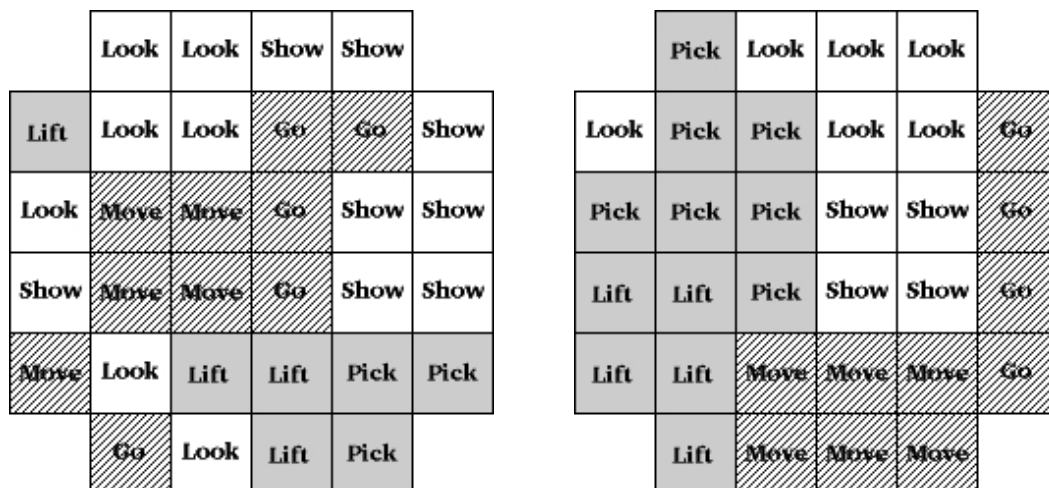 Look Look Show Show
Lift Look Look Go Go Show
Look Move Move Go Show Show
Show Move Move Go Show Show
Move Look Lift Lift Pick Pick
Go Look Lift Pick
Pick Look Look Look
Look Pick Pick Look Look Go
Pick Pick Pick Show Show Go
Lift Lift Pick Show Show Go
Lift Lift Move Move Move Go
Lift Move Move Move